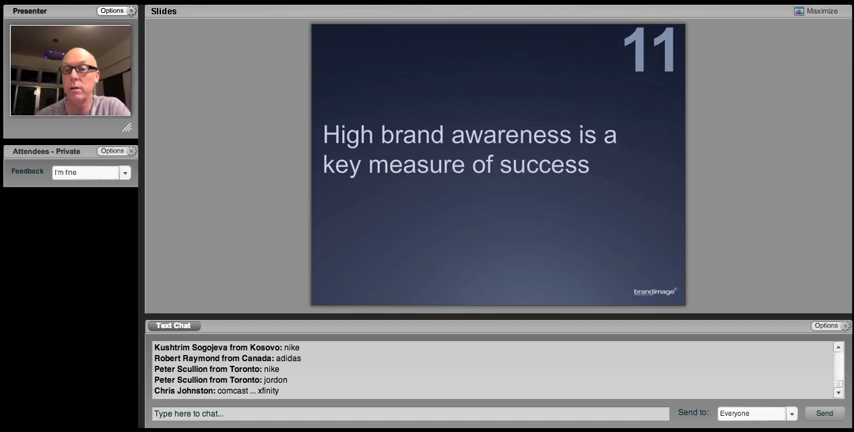 Presenter
Options
Slides
Maximize
11
High brand awareness is a
key measure of success
brandimage
Attendees - Private
Options
Feedback
I'm fine
Text Chat
Options
Kushtrim Sogojeva from Kosovo: nike
Robert Raymond from Canada: adidas
Peter Scullion from Toronto: nike
Peter Scullion from Toronto: jordon
Chris Johnston: comcast ... xfinity
Type here to chat...
Send to:
Everyone
Send